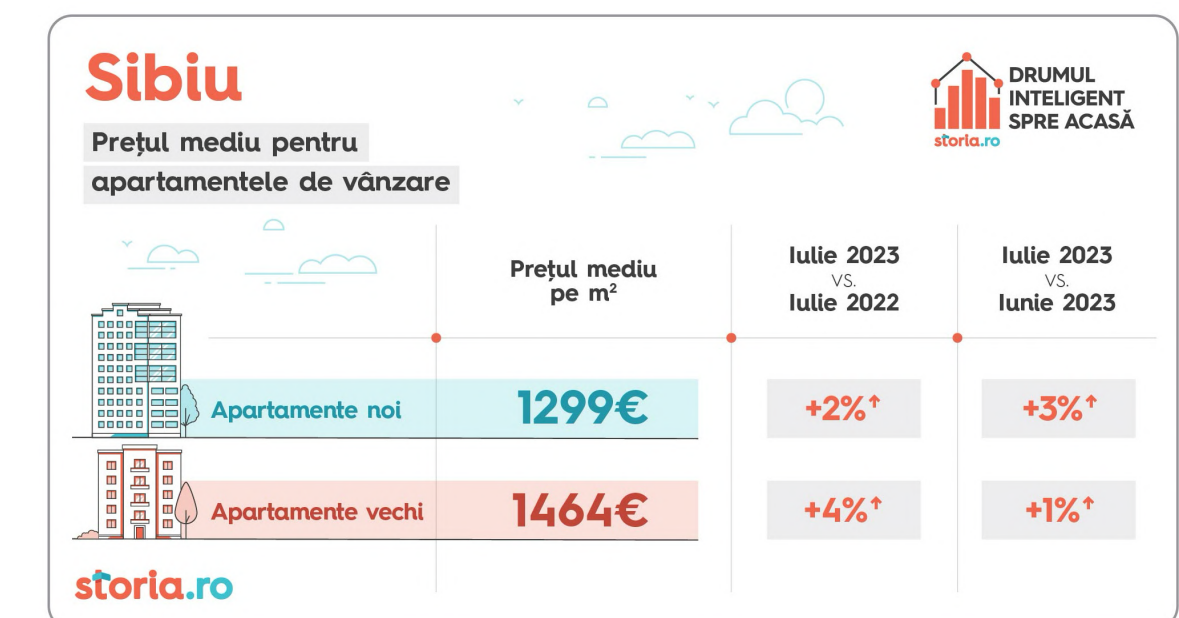 Sibiu
Prețul mediu pentru
apartamentele de vânzare
DRUMUL
INTELIGENT
SPRE ACASĂ
storia.ro
Prețul mediu
pe m²
Iulie 2023
VS.
Iulie 2022
Iulie 2023
VS.
Iunie 2023
Apartamente noi
1299€
+2%↑
+3%↑
Apartamente vechi
1464€
+4%↑
+1%↑
storia.ro